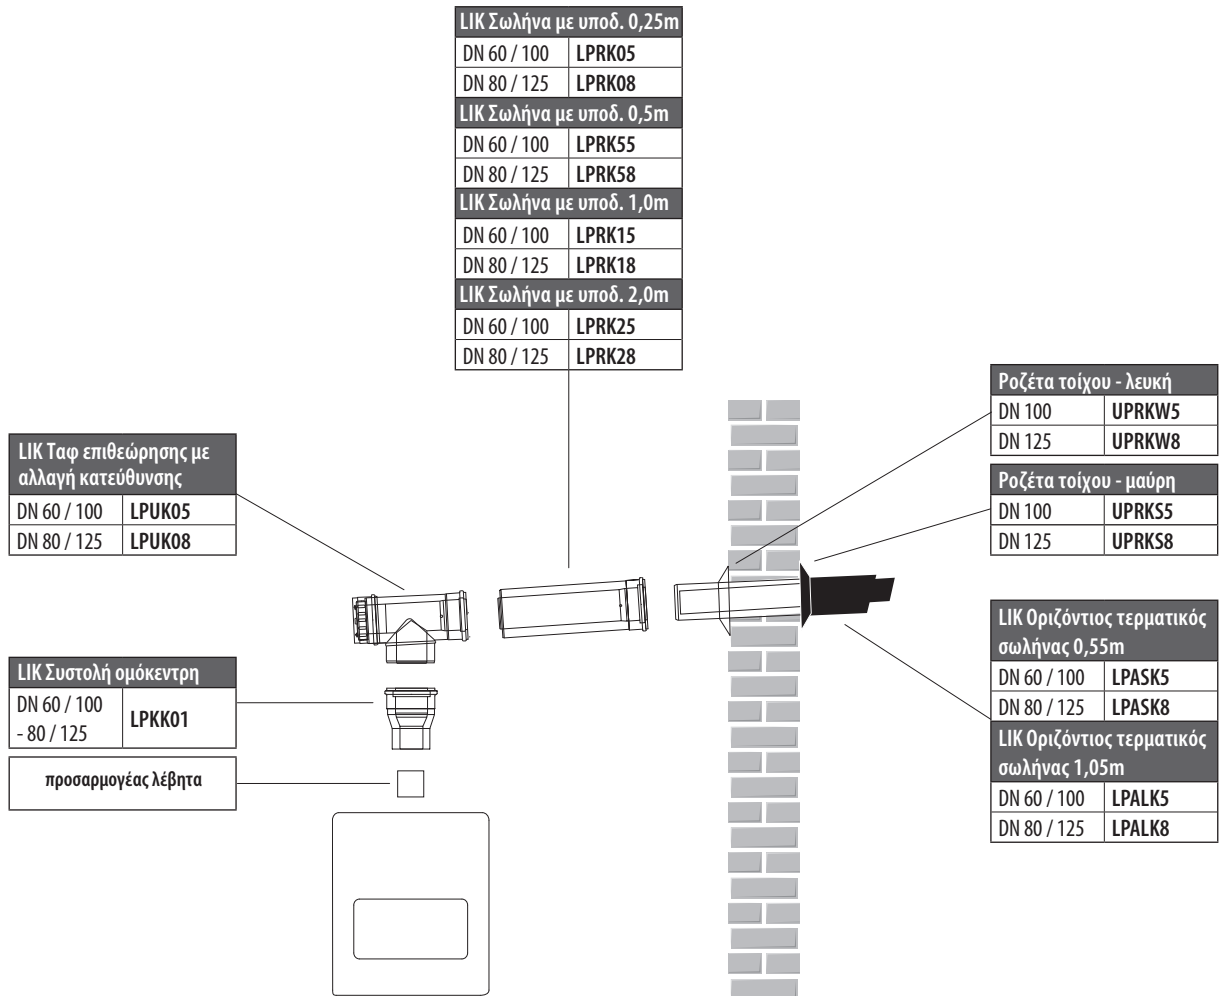 LIK Σωλήνα με υποδ. 0,25m
DN 60 / 100 LPRK05
DN 80 / 125 LPRK08
LIK Σωλήνα με υποδ. 0,5m
DN 60 / 100 LPRK55
DN 80 / 125 LPRK58
LIK Σωλήνα με υποδ. 1,0m
DN 60 / 100 LPRK15
DN 80 / 125 LPRK18
LIK Σωλήνα με υποδ. 2,0m
DN 60 / 100 LPRK25
DN 80 / 125 LPRK28
Ροζέτα τοίχου - λευκή
DN 100 UPRKW5
DN 125 UPRKW8
Ροζέτα τοίχου - μαύρη
DN 100 UPRKS5
DN 125 UPRKS8
LIK Ταφ επιθεώρησης με
αλλαγή κατεύθυνσης
DN 60 / 100 LPUK05
DN 80 / 125 LPUK08
LIK Οριζόντιος τερματικός
σωλήνας 0,55m
DN 60 / 100 LPASK5
DN 80 / 125 LPASK8
LIK Οριζόντιος τερματικός
σωλήνας 1,05m
DN 60 / 100 LPALK5
DN 80 / 125 LPALK8
LIK Συστολή ομόκεντρη
DN 60 / 100
- 80 / 125 LPKK01
προσαρμογέας λέβητα